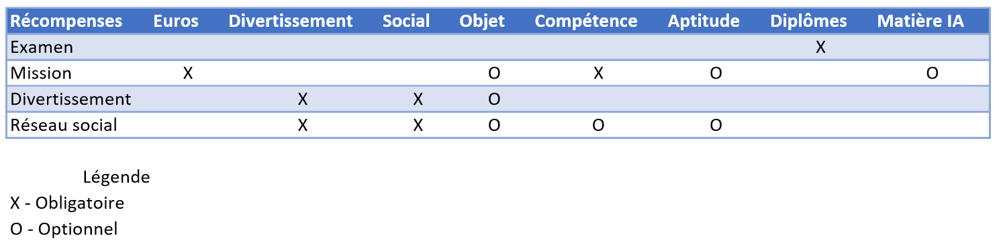 Récompenses Euros Divertissement Social Objet Compétence Aptitude Diplômes Matière IA
Examen X
Mission X O X O O
Divertissement X X O
Réseau social X X O O O
Légende
X - Obligatoire
O - Optionnel